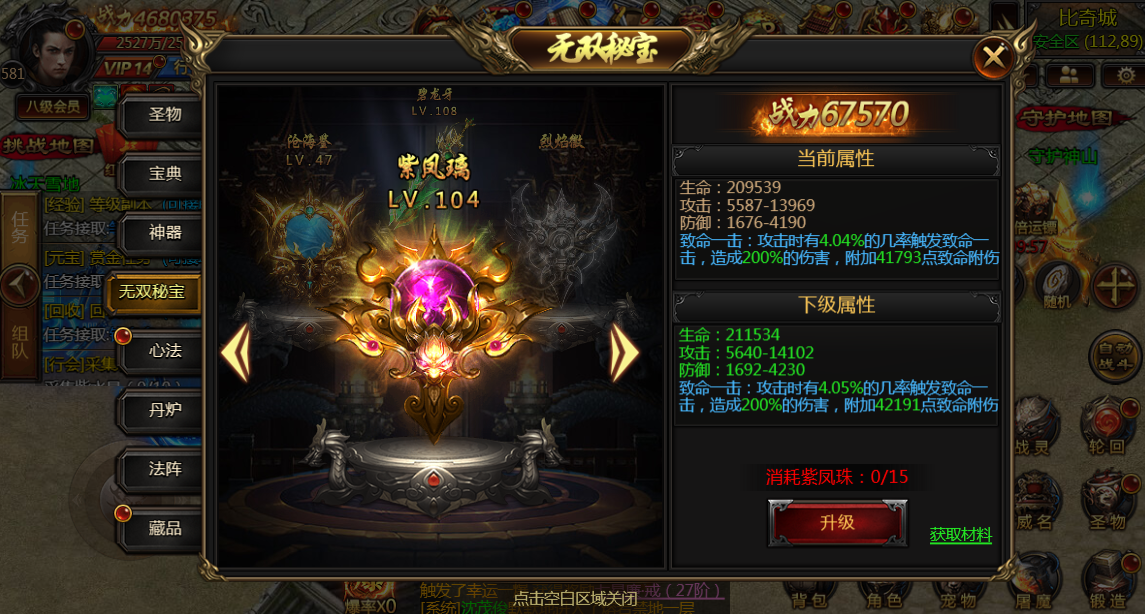 战力4680375
2527万/25
581
VIP14
行
八级会员
挑战地图
冰天雪地
任务
组队
任务接取:
任务接取
任务接取:
无双秘宝
比奇城
安全区 (112,89)
守护地图
守护神山
倍运镖
9:57
随机
自动战斗
战灵
轮回
威名
圣物
屠魔
锻造
背包
角色
宠物
圣物
宝典
神器
无双秘宝
心法
丹炉
法阵
藏品
碧龙牙
LV.108
沧海鉴
LV.47
烈焰徽
紫凤璃
LV.104
战力67570
当前属性
生命：209539
攻击：5587-13969
防御：1676-4190
致命一击：攻击时有4.04%的几率触发致命一
击，造成200%的伤害，附加41793点致命附伤
下级属性
生命：211534
攻击：5640-14102
防御：1692-4230
致命一击：攻击时有4.05%的几率触发致命一
击，造成200%的伤害，附加42191点致命附伤
消耗紫凤珠：0/15
升级
获取材料
爆率X0
触发了幸运
戒（27阶）
[系统]
点击空白区域关闭